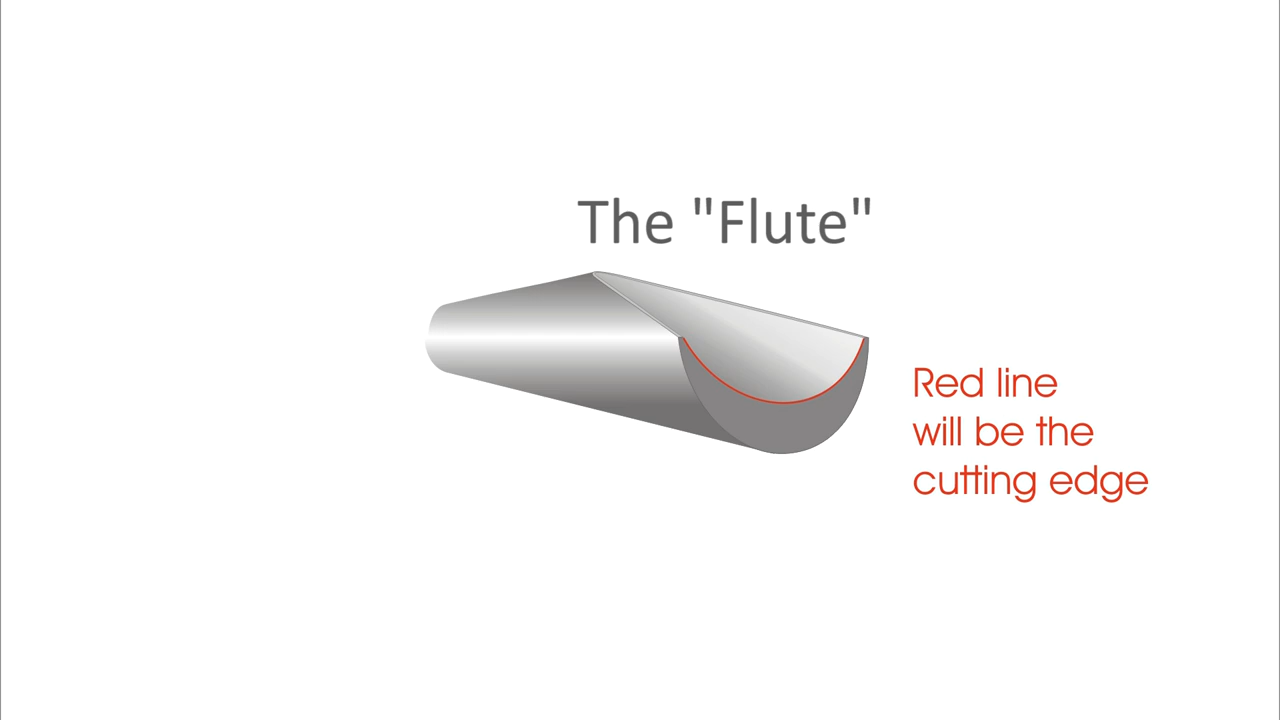 The "Flute"
Red line
will be the
cutting edge